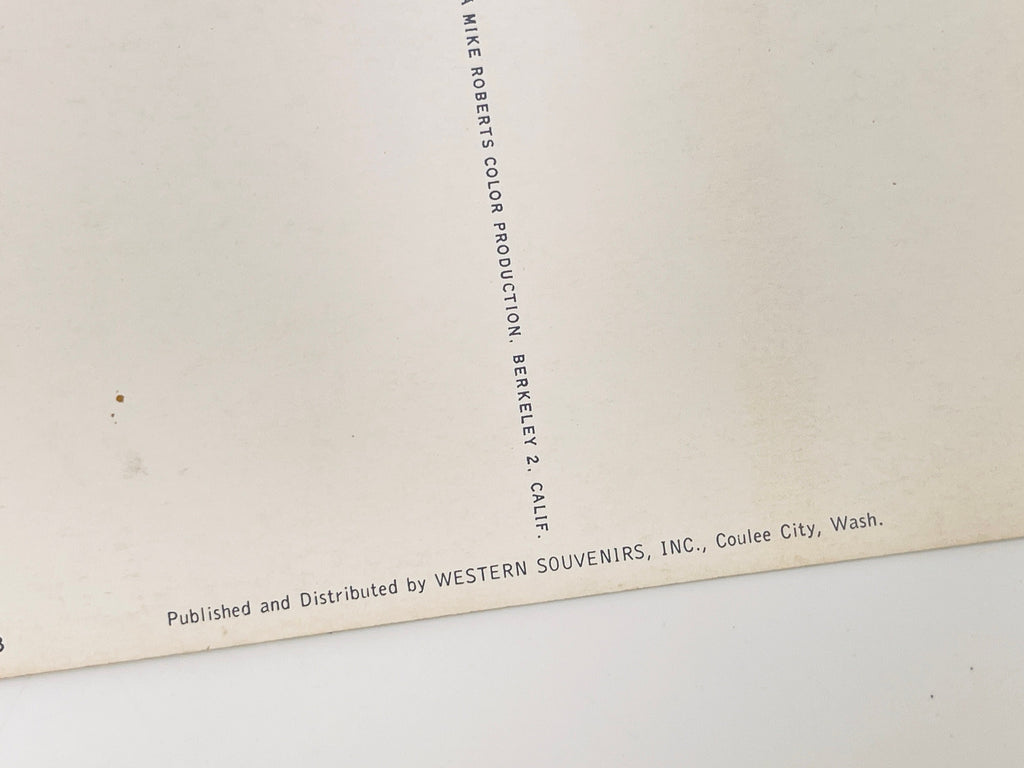 A MIKE ROBERTS COLOR PRODUCTION. BERKELEY 2, CALIF.
Published and Distributed by WESTERN SOUVENIRS, INC., Coulee City, Wash.